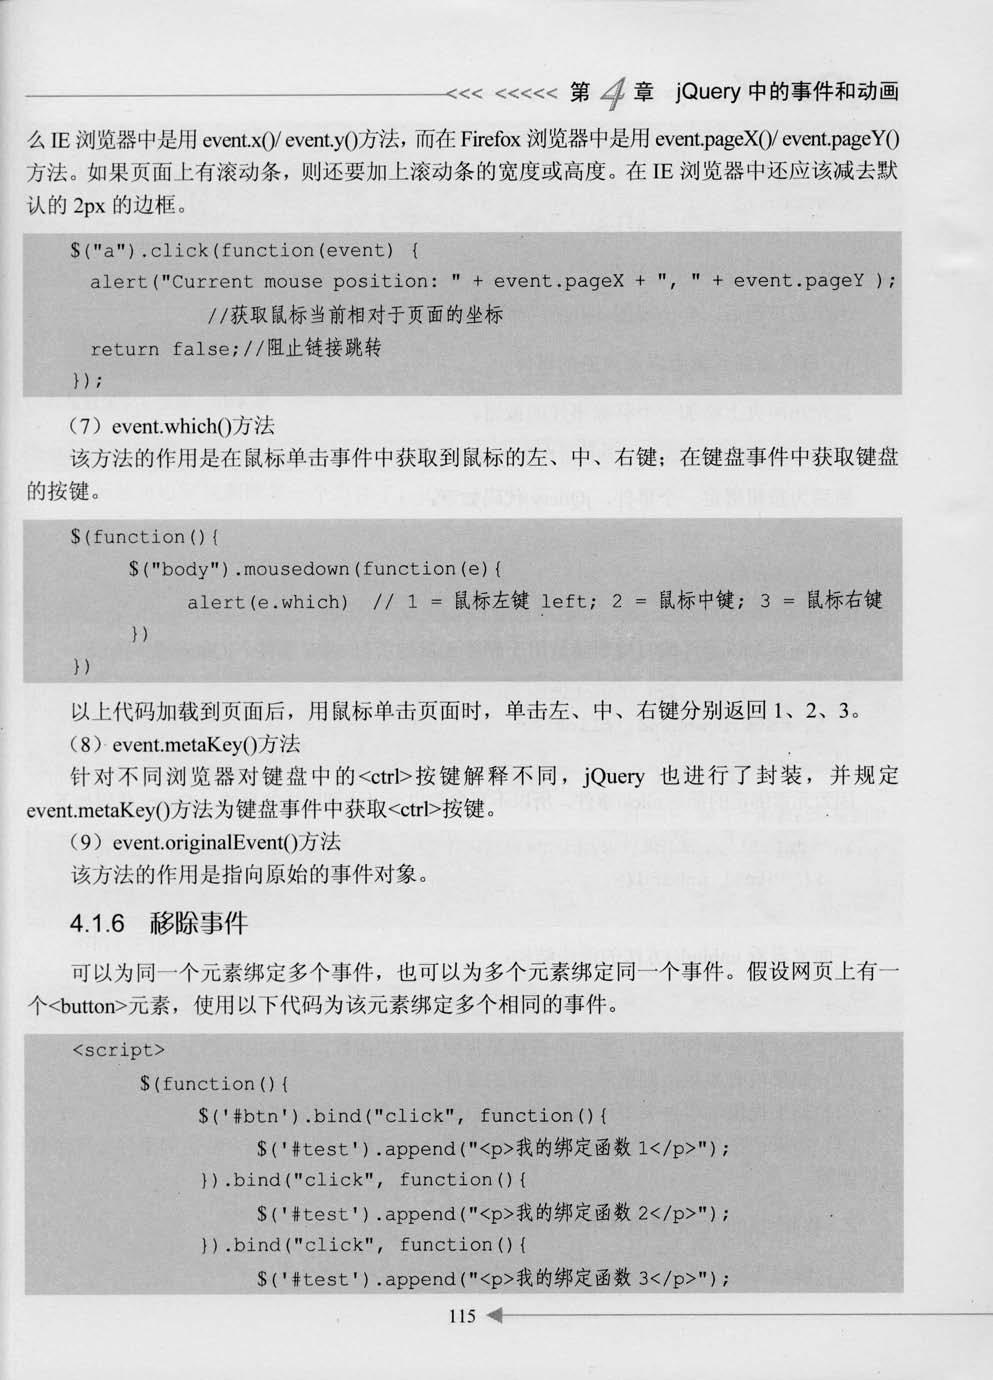 <<< <<<<< 第4章 jQuery 中的事件和动画
么 IE 浏览器中是用 event.x()/ event.y()方法，而在 Firefox 浏览器中是用 event.pageX()/ event.pageY()
方法。如果页面上有滚动条，则还要加上滚动条的宽度或高度。在 IE 浏览器中还应该减去默
认的 2px 的边框。
$("a").click(function(event) {
alert("Current mouse position: " + event.pageX + ", " + event.pageY );
//获取鼠标当前相对于页面的坐标
return false;//阻止链接跳转
});
（7）event.which()方法
该方法的作用是在鼠标单击事件中获取到鼠标的左、中、右键；在键盘事件中获取键盘
的按键。
$(function(){
$("body").mousedown(function(e){
alert(e.which) // 1 = 鼠标左键 left; 2 = 鼠标中键; 3 = 鼠标右键
})
})
以上代码加载到页面后，用鼠标单击页面时，单击左、中、右键分别返回 1、2、3。
（8）event.metaKey()方法
针对不同浏览器对键盘中的<ctrl>按键解释不同，jQuery 也进行了封装，并规定
event.metaKey()方法为键盘事件中获取<ctrl>按键。
（9）event.originalEvent()方法
该方法的作用是指向原始的事件对象。
4.1.6 移除事件
可以为同一个元素绑定多个事件，也可以为多个元素绑定同一个事件。假设网页上有一
个<button>元素，使用以下代码为该元素绑定多个相同的事件。
<script>
$(function(){
$('#btn').bind("click", function(){
$('#test').append("<p>我的绑定函数 1</p>");
}).bind("click", function(){
$('#test').append("<p>我的绑定函数 2</p>");
}).bind("click", function(){
$('#test').append("<p>我的绑定函数 3</p>");
115